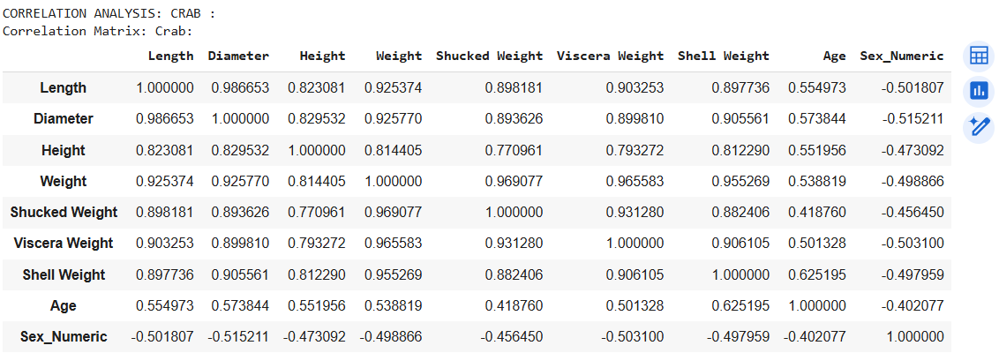 CORRELATION ANALYSIS: CRAB :
Correlation Matrix: Crab:
Length Diameter Height Weight Shucked Weight Viscera Weight Shell Weight Age Sex_Numeric
Length 1.000000 0.986653 0.823081 0.925374 0.898181 0.903253 0.897736 0.554973 -0.501807
Diameter 0.986653 1.000000 0.829532 0.925770 0.893626 0.899810 0.905561 0.573844 -0.515211
Height 0.823081 0.829532 1.000000 0.814405 0.770961 0.793272 0.812290 0.551956 -0.473092
Weight 0.925374 0.925770 0.814405 1.000000 0.969077 0.965583 0.955269 0.538819 -0.498866
Shucked Weight 0.898181 0.893626 0.770961 0.969077 1.000000 0.931280 0.882406 0.418760 -0.456450
Viscera Weight 0.903253 0.899810 0.793272 0.965583 0.931280 1.000000 0.906105 0.501328 -0.503100
Shell Weight 0.897736 0.905561 0.812290 0.955269 0.882406 0.906105 1.000000 0.625195 -0.497959
Age 0.554973 0.573844 0.551956 0.538819 0.418760 0.501328 0.625195 1.000000 -0.402077
Sex_Numeric -0.501807 -0.515211 -0.473092 -0.498866 -0.456450 -0.503100 -0.497959 -0.402077 1.000000